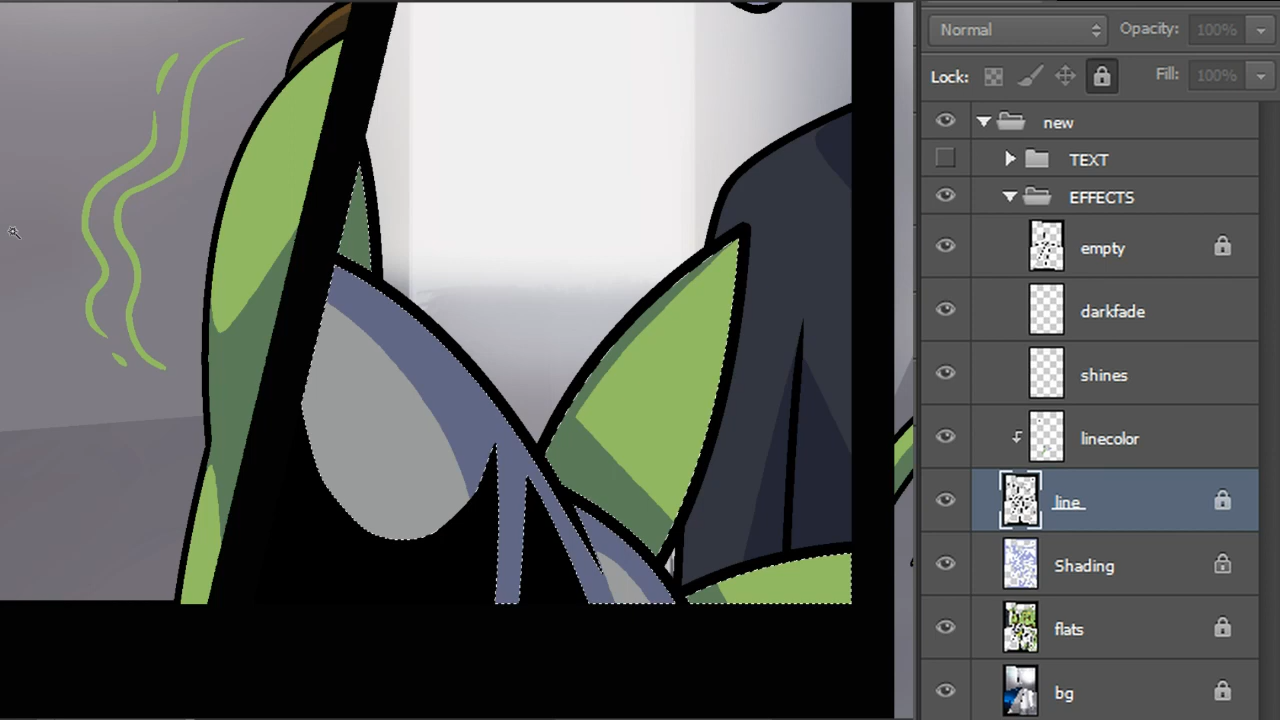 Normal
Opacity: 100%
Lock:
Fill: 100%
new
TEXT
EFFECTS
empty
darkfade
shines
linecolor
line
Shading
flats
bg